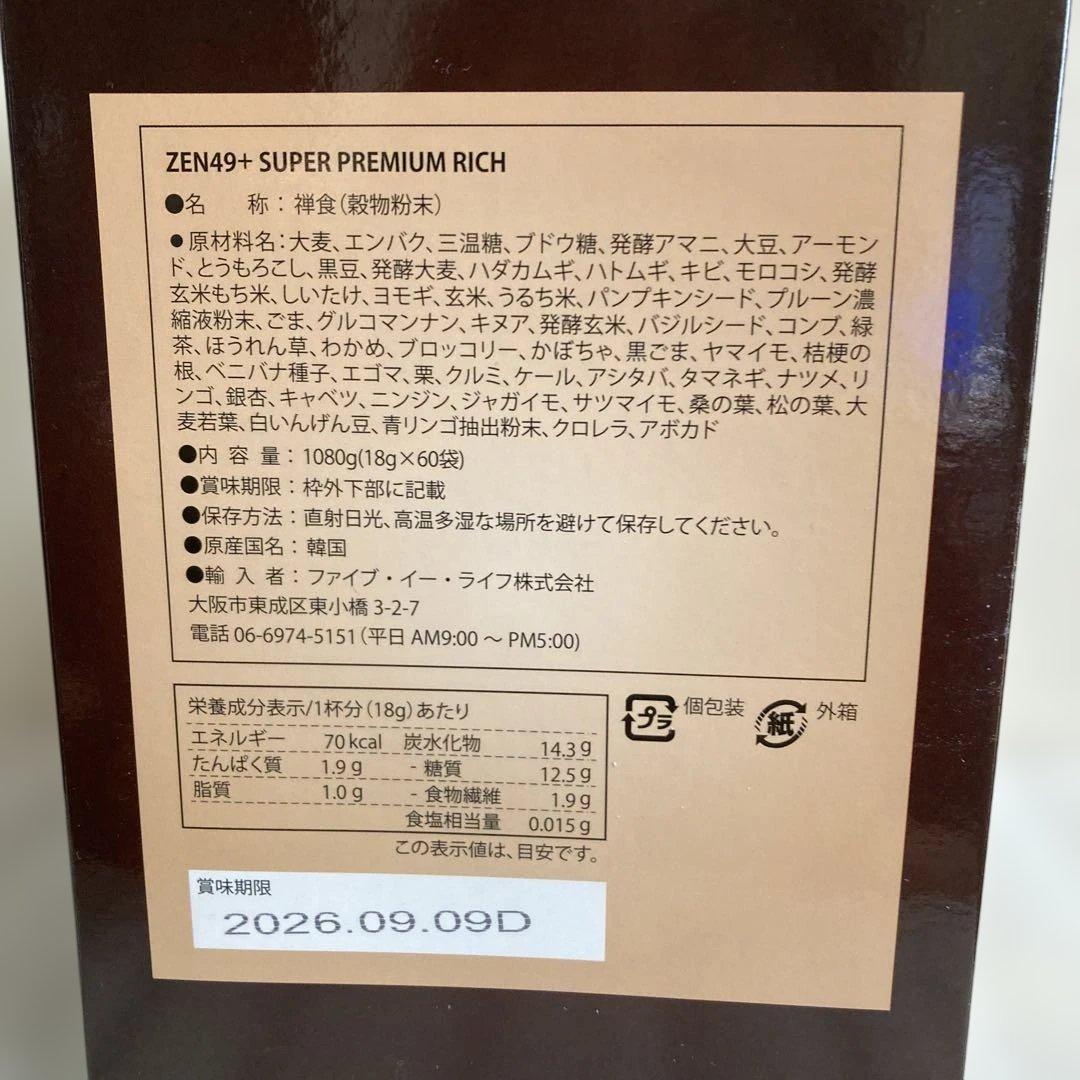 ZEN49+ SUPER PREMIUM RICH
●名　称：禅食（穀物粉末）
●原材料名：大麦、エンバク、三温糖、ブドウ糖、発酵アマニ、大豆、アーモン
ド、とうもろこし、黒豆、発酵大麦、ハダカムギ、ハトムギ、キビ、モロコシ、発酵
玄米もち米、しいたけ、ヨモギ、玄米、うるち米、パンプキンシード、プルーン濃
縮液粉末、ごま、グルコマンナン、キヌア、発酵玄米、バジルシード、コンブ、緑
茶、ほうれん草、わかめ、ブロッコリー、かぼちゃ、黒ごま、ヤマイモ、桔梗の
根、ベニバナ種子、エゴマ、栗、クルミ、ケール、アシタバ、タマネギ、ナツメ、リ
ンゴ、銀杏、キャベツ、ニンジン、ジャガイモ、サツマイモ、桑の葉、松の葉、大
麦若葉、白いんげん豆、青リンゴ抽出粉末、クロレラ、アボカド
●内容量：1080g(18g×60袋)
●賞味期限：枠外下部に記載
●保存方法：直射日光、高温多湿な場所を避けて保存してください。
●原産国名：韓国
●輸入者：ファイブ・イー・ライフ株式会社
大阪市東成区東小橋 3-2-7
電話 06-6974-5151（平日 AM9:00 ～ PM5:00)
栄養成分表示/1杯分（18g）あたり
エネルギー 70kcal 炭水化物 14.3g
たんぱく質 1.9g - 糖質 12.5g
脂質 1.0g - 食物繊維 1.9g
食塩相当量 0.015g
この表示値は、目安です。
プラ 個包装 紙 外箱
賞味期限
2026.09.09D